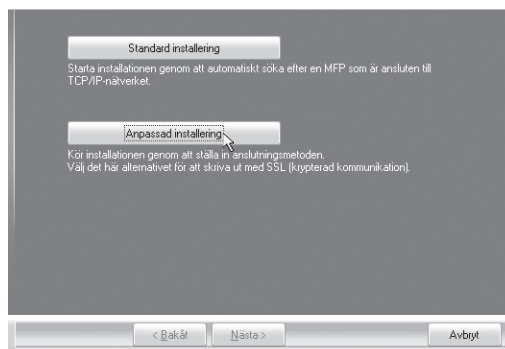 Standard installering
Starta installationen genom att automatiskt söka efter en MFP som är ansluten till
TCP/IP-nätverket.
Anpassad installering
Kör installationen genom att ställa in anslutningsmetoden.
Välj det här alternativet för att skriva ut med SSL (krypterad kommunikation).
< Bakåt
Nästa >
Avbryt